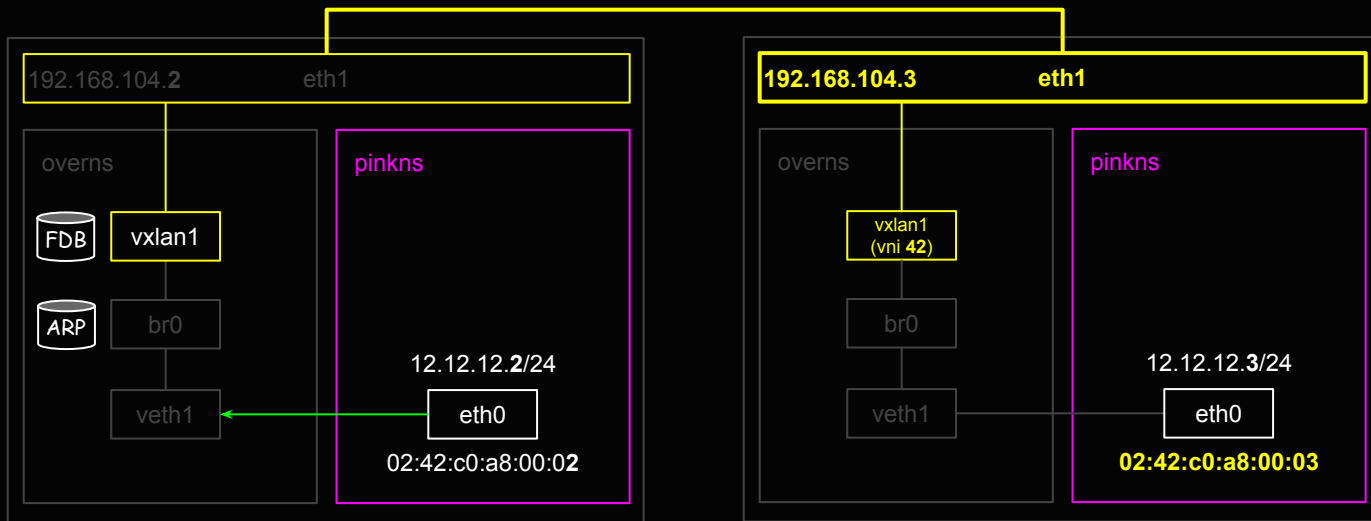 192.168.104.2 eth1
overns
pinkns
FDB
vxlan1
ARP
br0
12.12.12.2/24
veth1
eth0
02:42:c0:a8:00:02
192.168.104.3 eth1
overns
pinkns
vxlan1
(vni 42)
br0
12.12.12.3/24
veth1
eth0
02:42:c0:a8:00:03